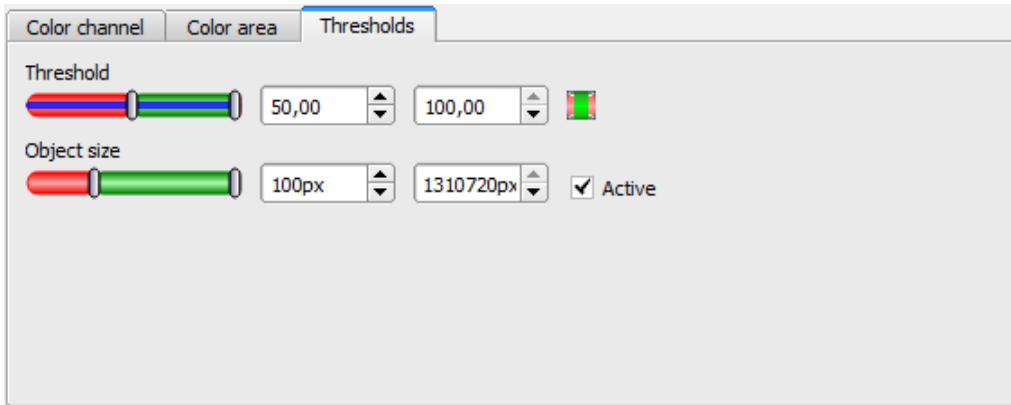 Color channel Color area Thresholds
Threshold
50,00 100,00
Object size
100px 1310720px Active